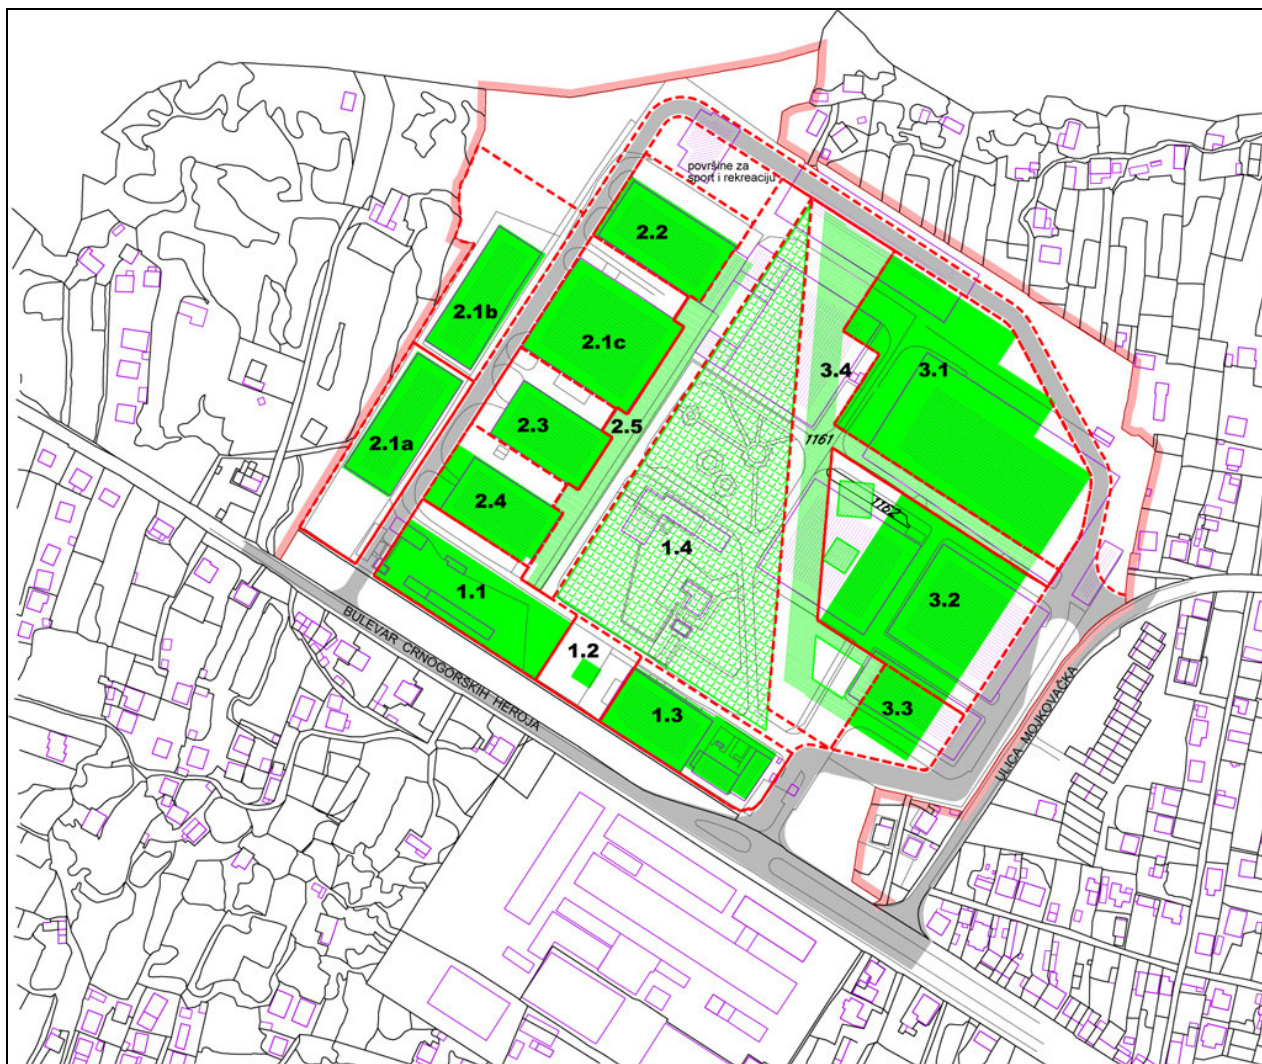 površine za
sport i rekreaciju
2.2
2.1b
2.1c
3.4
3.1
2.3
2.5
2.1a
1161
2.4
1162
1.4
1.1
3.2
1.2
BULEVAR CRNOGORSKIH HEROJA
1.3
3.3
ULICA MOJKOVAČKA